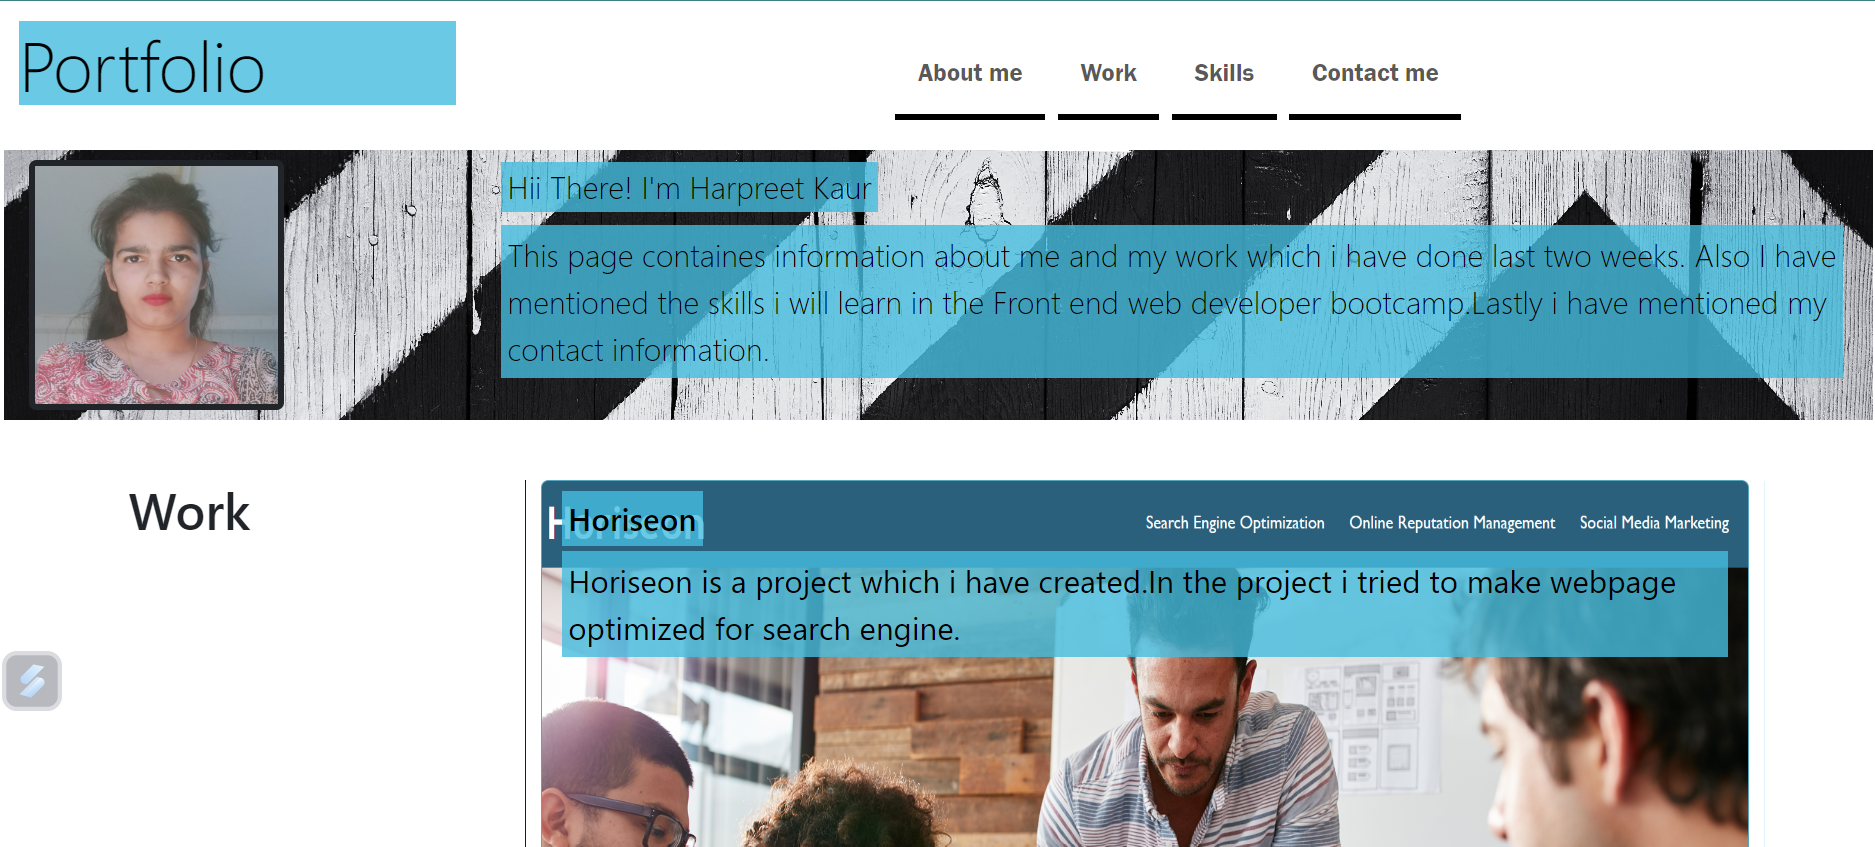 Portfolio
About me Work Skills Contact me
Hii There! I'm Harpreet Kaur
This page containes information about me and my work which i have done last two weeks. Also I have
mentioned the skills i will learn in the Front end web developer bootcamp.Lastly i have mentioned my
contact information.
Work
Horiseon
Horiseon
Search Engine Optimization Online Reputation Management Social Media Marketing
Horiseon is a project which i have created.In the project i tried to make webpage
optimized for search engine.